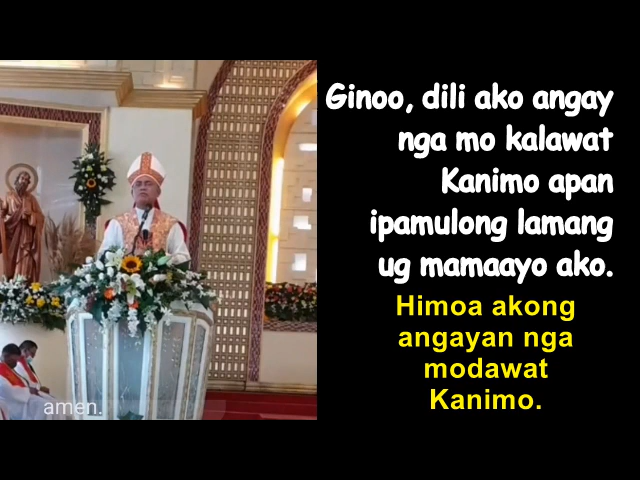 Ginoo, dili ako angay
nga mo kalawat
Kanimo apan
ipamulong lamang
ug mamaayo ako.
Himoa akong
angayan nga
modawat
Kanimo.
amen.